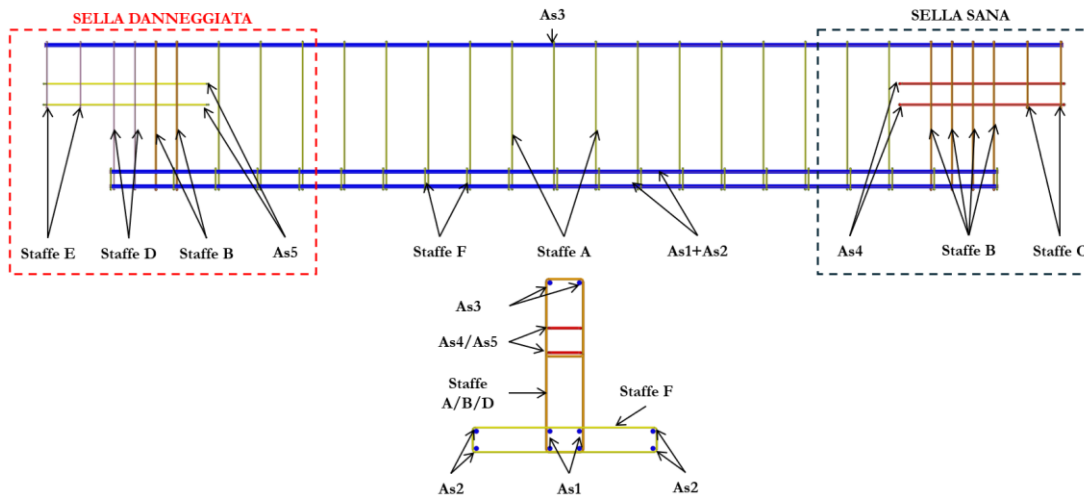 As3
SELLA DANNEGGIATA
SELLA SANA
Staffe E
Staffe D
Staffe B
As5
Staffe F
Staffe A
As1+As2
As4
Staffe B
Staffe C
As3
As4/As5
Staffe
A/B/D
Staffe F
As2
As1
As2